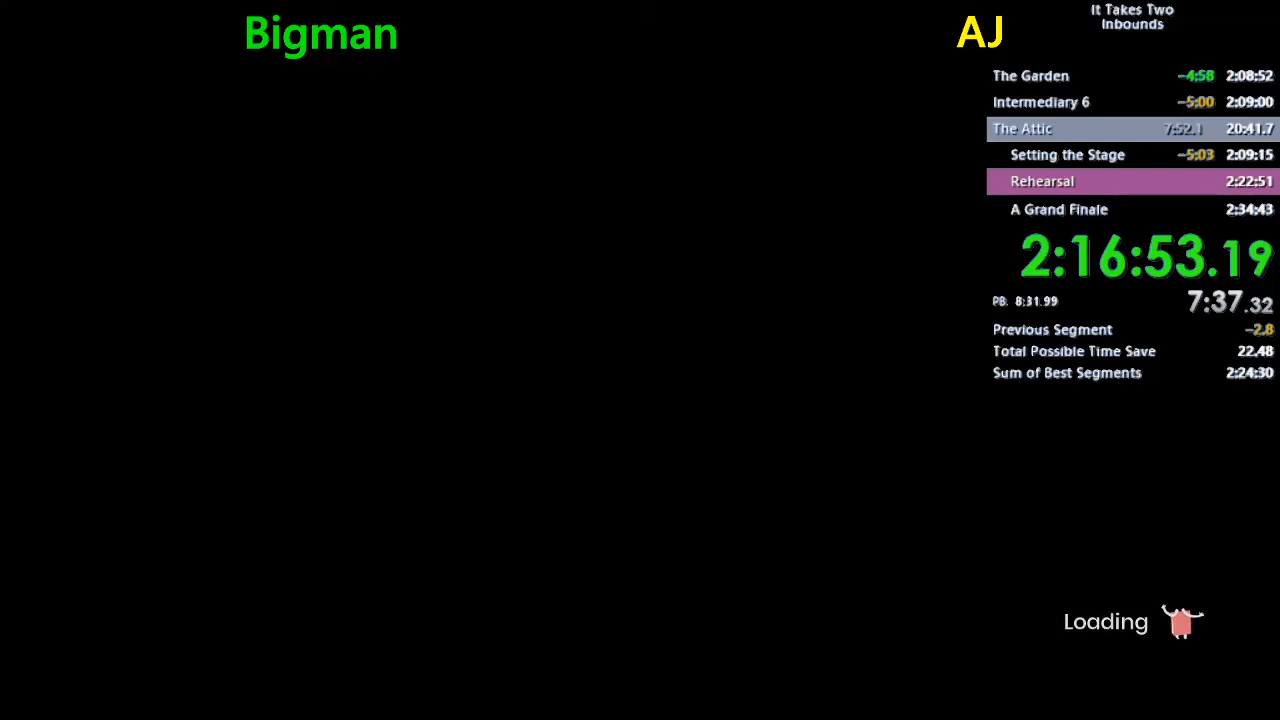 Bigman
AJ
It Takes Two
Inbounds
The Garden -4:58 2:08:52
Intermediary 6 -5:00 2:09:00
The Attic 7:52.1 20:41.7
Setting the Stage -5:03 2:09:15
Rehearsal 2:22:51
A Grand Finale 2:34:43
2:16:53.19
PB: 8:31.99 7:37.32
Previous Segment -2.8
Total Possible Time Save 22.48
Sum of Best Segments 2:24:30
Loading